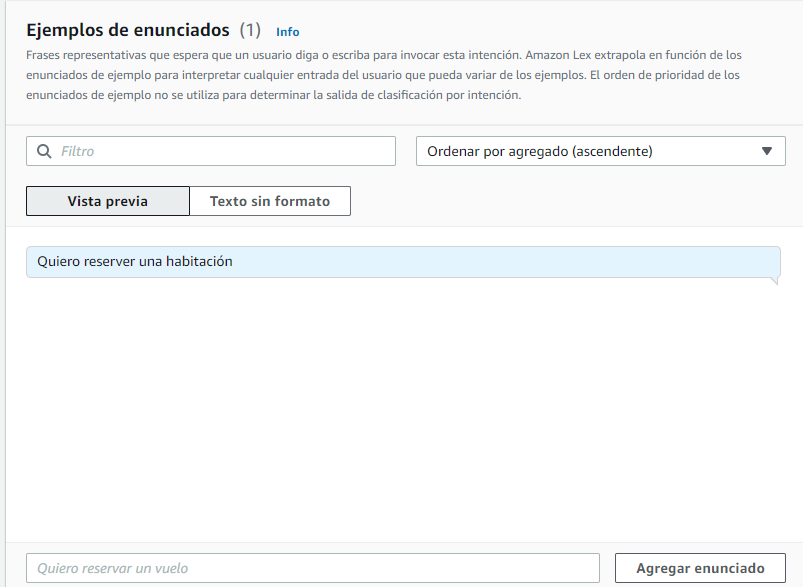 Ejemplos de enunciados (1) Info
Frases representativas que espera que un usuario diga o escriba para invocar esta intención. Amazon Lex extrapola en función de los
enunciados de ejemplo para interpretar cualquier entrada del usuario que pueda variar de los ejemplos. El orden de prioridad de los
enunciados de ejemplo no se utiliza para determinar la salida de clasificación por intención.
Filtro
Ordenar por agregado (ascendente)
Vista previa
Texto sin formato
Quiero reserver una habitación
Quiero reservar un vuelo
Agregar enunciado